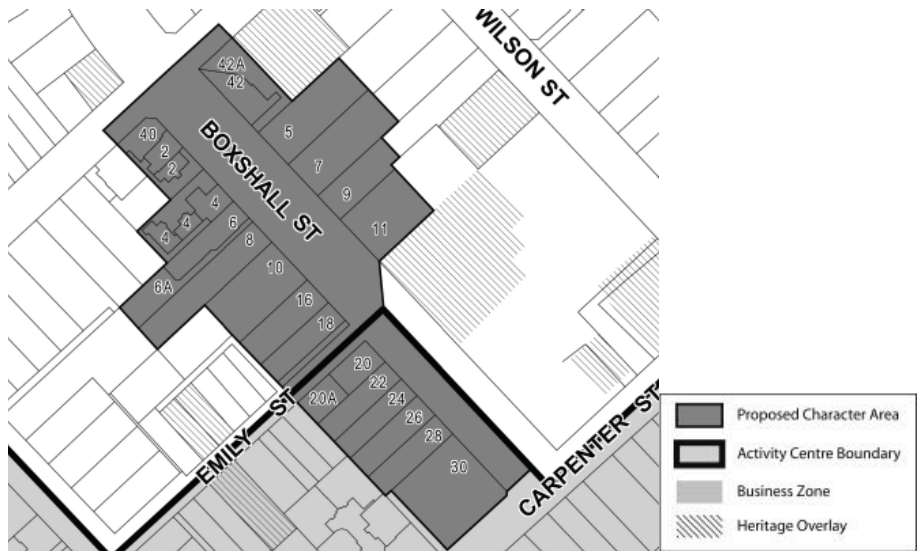 WILSON ST
42A
42
5
7
9
11
BOXSHALL ST
40
2
2
4
4
4
6
8
6A
10
16
18
20
20A
22
24
26
28
30
EMILY ST
CARPENTER ST
Proposed Character Area
Activity Centre Boundary
Business Zone
Heritage Overlay